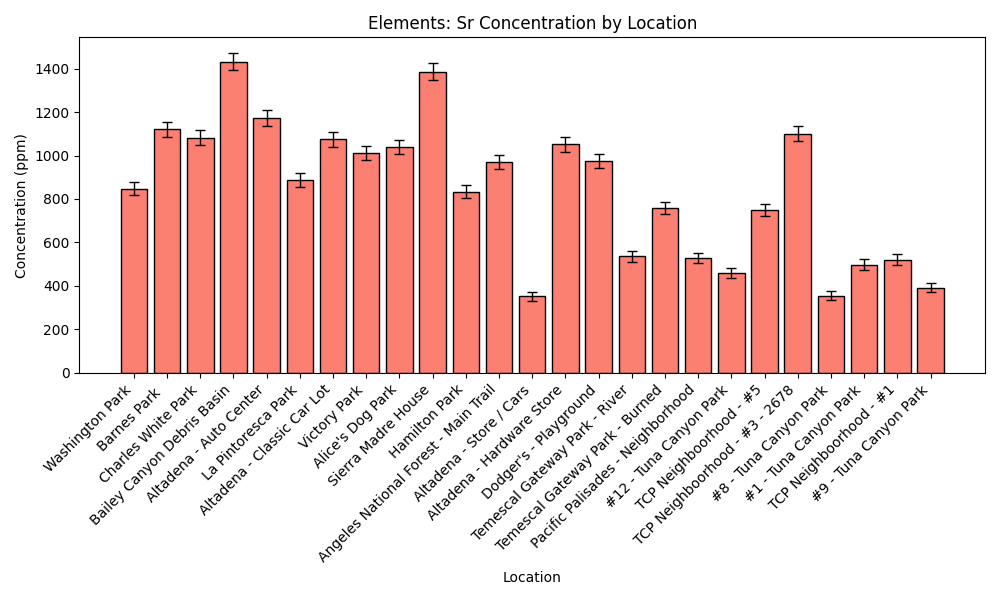 Elements: Sr Concentration by Location
Concentration (ppm)
1400
1200
1000
800
600
400
200
0
Washington Park
Barnes Park
Charles White Park
Bailey Canyon Debris Basin
Altadena - Auto Center
La Pintoresca Park
Altadena - Classic Car Lot
Victory Park
Alice's Dog Park
Sierra Madre House
Hamilton Park
Angeles National Forest - Main Trail
Altadena - Store / Cars
Altadena - Hardware Store
Dodger's - Playground
Temescal Gateway Park - River
Temescal Gateway Park - Burned
Pacific Palisades - Neighborhood
#12 - Tuna Canyon Park
TCP Neighboorhood - #5
TCP Neighboorhood - #3 - 2678
#8 - Tuna Canyon Park
#1 - Tuna Canyon Park
TCP Neighboorhood - #1
#9 - Tuna Canyon Park
Location